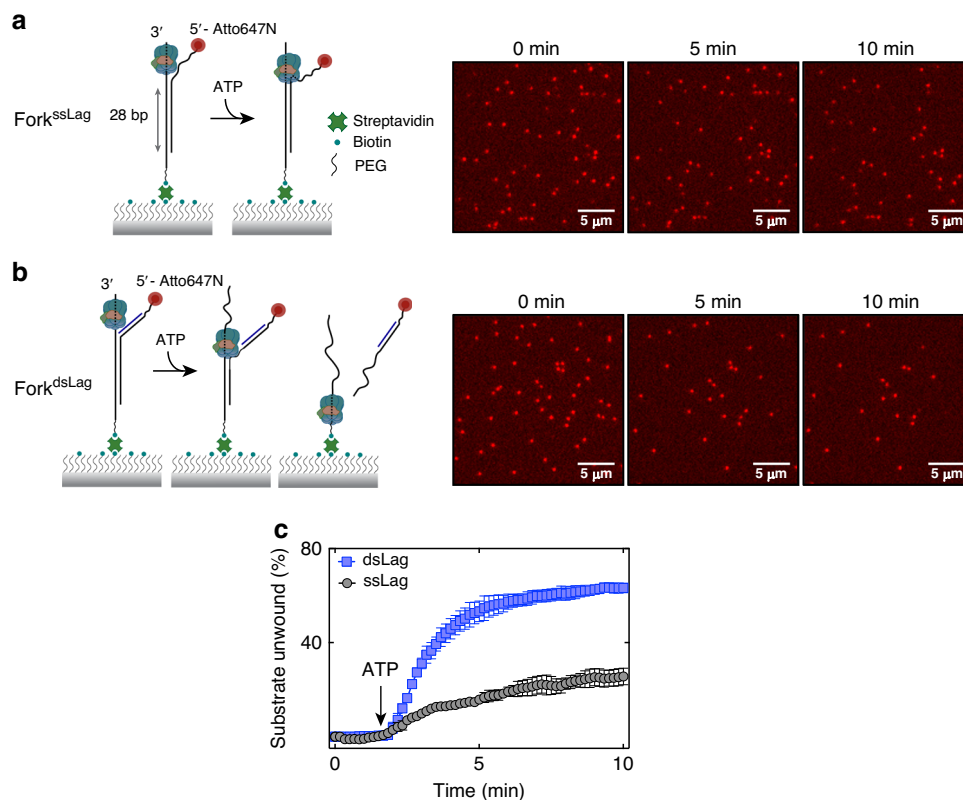 a
3′ 5′- Atto647N
ATP
Fork^ssLag
28 bp
Streptavidin
Biotin
PEG
0 min 5 min 10 min
5 μm 5 μm 5 μm
b
3′ 5′- Atto647N
ATP
Fork^dsLag
0 min 5 min 10 min
5 μm 5 μm 5 μm
c
80
dsLag
ssLag
40
ATP
Substrate unwound (%)
0 5 10
Time (min)